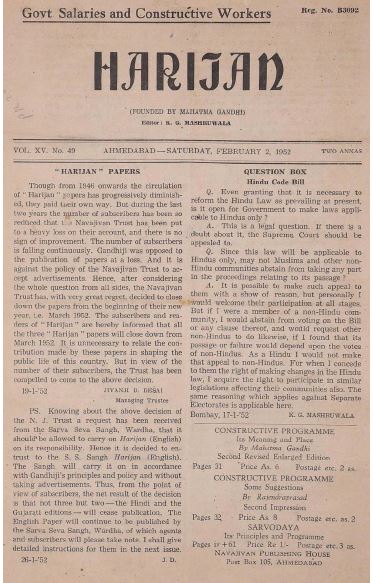 Govt Salaries and Constructive Workers
Reg. No. B3092
HARIJAN
(FOUNDED BY MAHATMA GANDHI)
Editor: K. G. MASHRUWALA
VOL. XV. No. 49
AHMEDABAD—SATURDAY, FEBRUARY 2, 1952
TWO ANNAS
"HARIJAN" PAPERS
Though from 1946 onwards the circulation
of "Harijan" papers has progressively diminish-
ed, they paid their own way. But during the last
two years the number of subscribers has been so
reduced that the Navajivan Trust has been put
to a heavy loss on their account, and there is no
sign of improvement. The number of subscribers
is falling continuously. Gandhiji was opposed to
the publication of papers at a loss. And it is
against the policy of the Navajivan Trust to ac-
cept advertisements. Hence, after considering
the whole question from all sides, the Navajivan
Trust has, with very great regret, decided to close
down the papers from the beginning of their new
year, i.e. March 1952. The subscribers and rea-
ders of "Harijan" are hereby informed that all
the three "Harijan" papers will close down from
March 1952. It is unnecessary to relate the con-
tribution made by these papers in shaping the
public life of this country. But in view of the
number of their subscribers, the Trust has been
compelled to come to the above decision.
19-1-'52
JIVANJI D. DESAI
Managing Trustee
PS. Knowing about the above decision of
the N. J. Trust a request has been received
from the Sarva Seva Sangh, Wardha, that it
should be allowed to carry on Harijan (English)
on its responsibility. Hence it is decided to en-
trust to the S. S. Sangh Harijan (English).
The Sangh will carry it on in accordance
with Gandhiji's principles and policy and without
taking advertisements. Thus, from the point of
view of subscribers, the net result of the decision
is that not three but two — the Hindi and the
Gujarati editions — will cease publication. The
English Paper will continue to be published by
the Sarva Seva Sangh, Wardha, of which agents
and subscribers will please take note. I shall give
detailed instructions for them in the next issue.
26-1-'52
J. D.
QUESTION BOX
Hindu Code Bill
Q. Even granting that it is necessary to
reform the Hindu Law as prevailing at present,
is it open for Government to make laws appli-
cable to Hindus only?
A. This is a legal question. If there is a
doubt about it, the Supreme Court should be
appealed to.
Q. Since this law will be applicable to
Hindus only, may not Muslims and other non-
Hindu communities abstain from taking any part
in the proceedings relating to its passage?
A. It is possible to make such appeal to
them with a show of reason, but personally I
would welcome their participation at all stages.
But if I were a member of a non-Hindu com-
munity, I would abstain from voting on the Bill
or any clause thereof, and would request other
non-Hindus to do likewise, if I found that its
passage or failure would depend upon the votes
of non-Hindus. As a Hindu I would not make
that appeal to non-Hindus. For when I concede
to them the right of making changes in the Hindu
law, I acquire the right to participate in similar
legislations affecting their communities also. The
same reasoning which applies against Separate
Electorates is applicable here.
Bombay, 17-1-'52
K. G. MASHRUWALA
CONSTRUCTIVE PROGRAMME
Its Meaning and Place
By Mahatma Gandhi
Second Revised Enlarged Edition
Pages 31 Price As. 6 Postage etc. 2 as.
CONSTRUCTIVE PROGRAMME
Some Suggestions
By Rajendraprasad
Second Impression
Pages 32 Price As 8 Postage etc. as. 2
SARVODAYA
Its Principles and Programme
Pages iv + 61 Price Re 1/- Postage etc. 3 as.
NAVAJIVAN PUBLISHING HOUSE
Post Box 105, AHMEDABAD